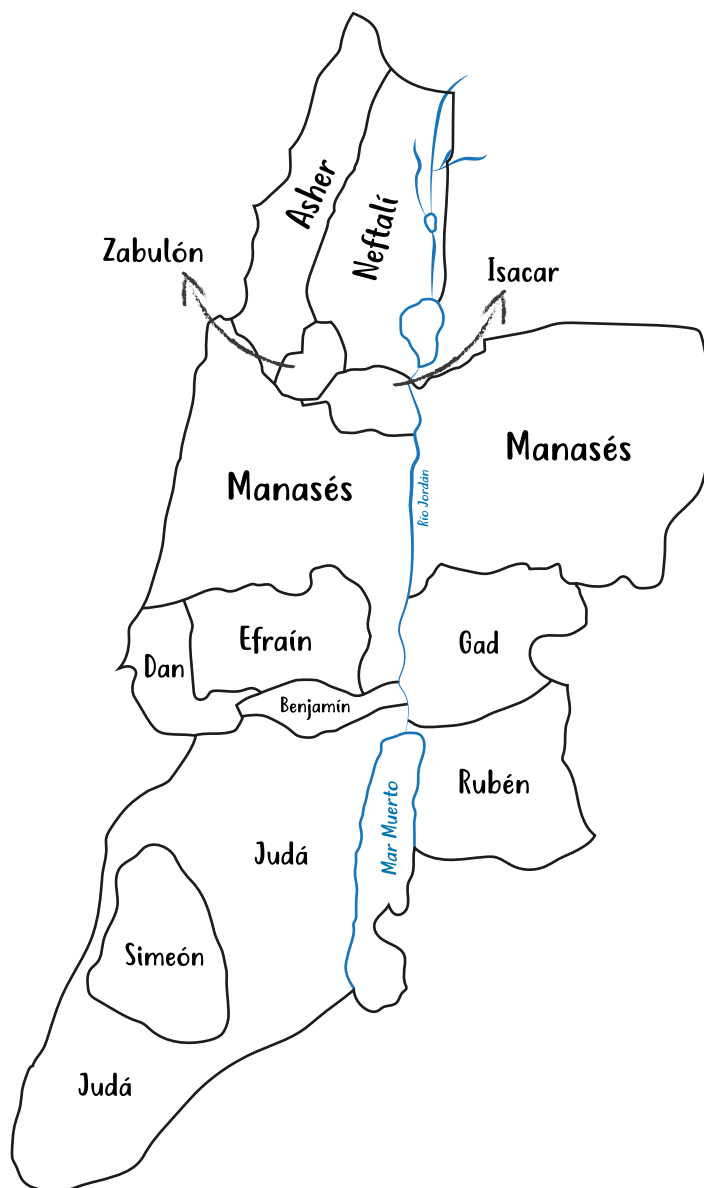 Asher
Neftalí
Zabulón
Isacar
Manasés
Manasés
Río Jordán
Efraín
Gad
Dan
Benjamín
Rubén
Mar Muerto
Judá
Simeón
Judá